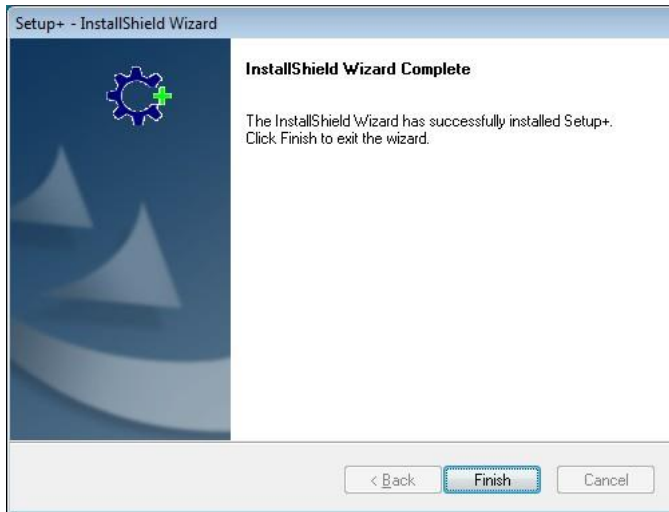 Setup+ - InstallShield Wizard
InstallShield Wizard Complete
The InstallShield Wizard has successfully installed Setup+.
Click Finish to exit the wizard.
< Back
Finish
Cancel